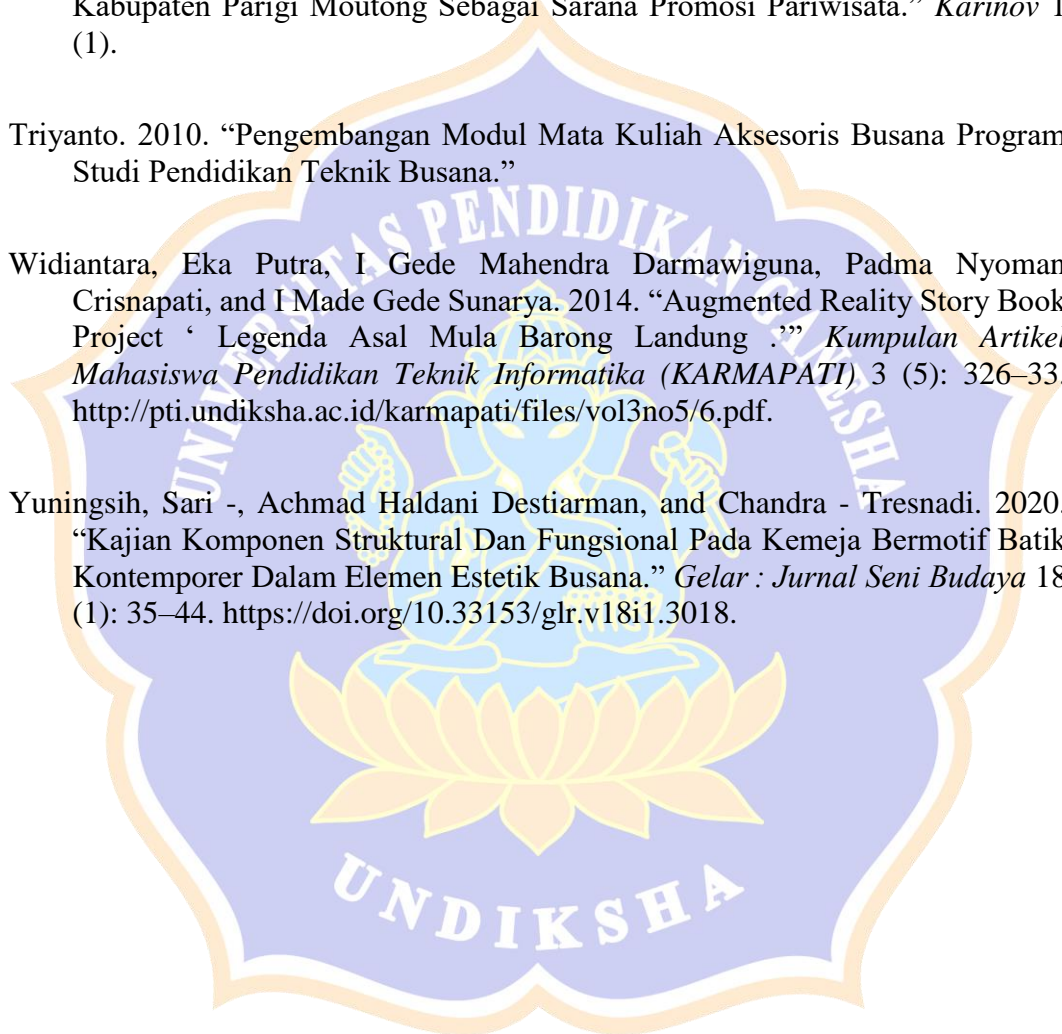 Kabupaten Parigi Moutong Sebagai Sarana Promosi Pariwisata.” Karinov 1
(1).
Triyanto. 2010. “Pengembangan Modul Mata Kuliah Aksesoris Busana Program
Studi Pendidikan Teknik Busana.”
Widiantara, Eka Putra, I Gede Mahendra Darmawiguna, Padma Nyoman
Crisnapati, and I Made Gede Sunarya. 2014. “Augmented Reality Story Book
Project ‘ Legenda Asal Mula Barong Landung .’” Kumpulan Artikel
Mahasiswa Pendidikan Teknik Informatika (KARMAPATI) 3 (5): 326–33.
http://pti.undiksha.ac.id/karmapati/files/vol3no5/6.pdf.
Yuningsih, Sari -, Achmad Haldani Destiarman, and Chandra - Tresnadi. 2020.
“Kajian Komponen Struktural Dan Fungsional Pada Kemeja Bermotif Batik
Kontemporer Dalam Elemen Estetik Busana.” Gelar : Jurnal Seni Budaya 18
(1): 35–44. https://doi.org/10.33153/glr.v18i1.3018.
UNIVERSITAS PENDIDIKAN GANESHA
UNDIKSHA